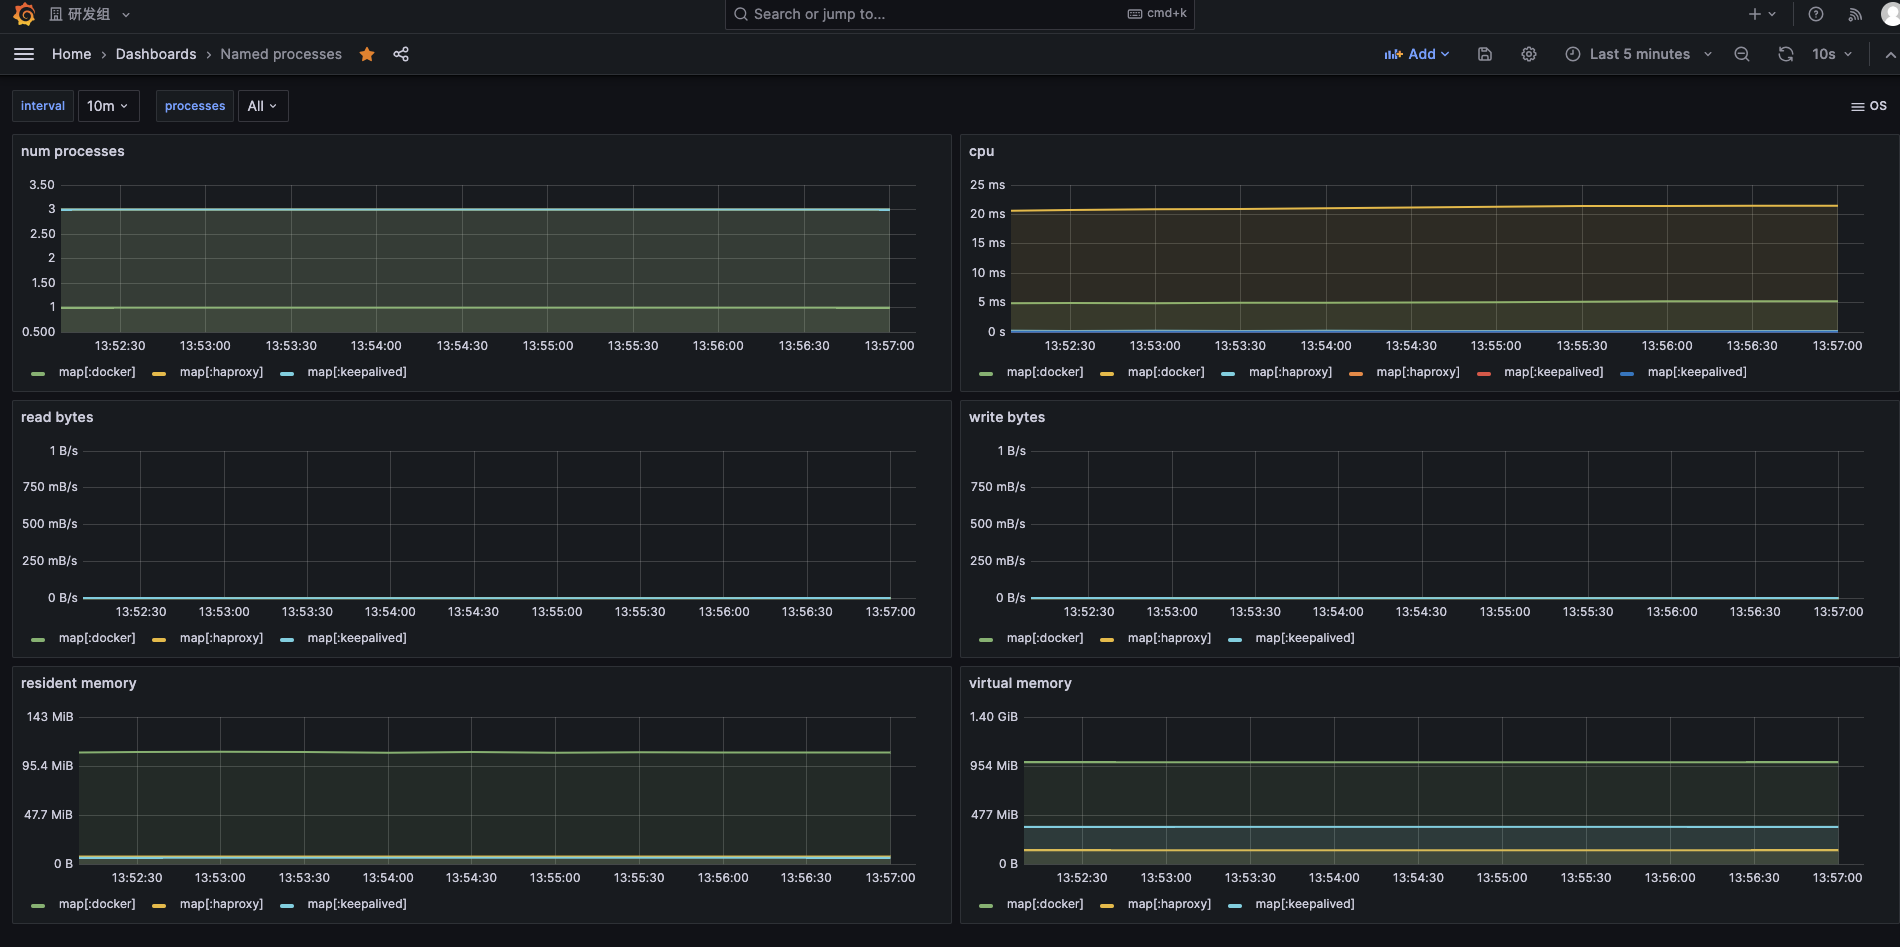 研发组
Search or jump to...
cmd+k
Home › Dashboards › Named processes
Add
Last 5 minutes
10s
interval 10m processes All
OS
num processes
3.50
3
2.50
2
1.50
1
0.500
13:52:30 13:53:00 13:53:30 13:54:00 13:54:30 13:55:00 13:55:30 13:56:00 13:56:30 13:57:00
map[:docker] map[:haproxy] map[:keepalived]
cpu
25 ms
20 ms
15 ms
10 ms
5 ms
0 s
13:52:30 13:53:00 13:53:30 13:54:00 13:54:30 13:55:00 13:55:30 13:56:00 13:56:30 13:57:00
map[:docker] map[:docker] map[:haproxy] map[:haproxy] map[:keepalived] map[:keepalived]
read bytes
1 B/s
750 mB/s
500 mB/s
250 mB/s
0 B/s
13:52:30 13:53:00 13:53:30 13:54:00 13:54:30 13:55:00 13:55:30 13:56:00 13:56:30 13:57:00
map[:docker] map[:haproxy] map[:keepalived]
write bytes
1 B/s
750 mB/s
500 mB/s
250 mB/s
0 B/s
13:52:30 13:53:00 13:53:30 13:54:00 13:54:30 13:55:00 13:55:30 13:56:00 13:56:30 13:57:00
map[:docker] map[:haproxy] map[:keepalived]
resident memory
143 MiB
95.4 MiB
47.7 MiB
0 B
13:52:30 13:53:00 13:53:30 13:54:00 13:54:30 13:55:00 13:55:30 13:56:00 13:56:30 13:57:00
map[:docker] map[:haproxy] map[:keepalived]
virtual memory
1.40 GiB
954 MiB
477 MiB
0 B
13:52:30 13:53:00 13:53:30 13:54:00 13:54:30 13:55:00 13:55:30 13:56:00 13:56:30 13:57:00
map[:docker] map[:haproxy] map[:keepalived]